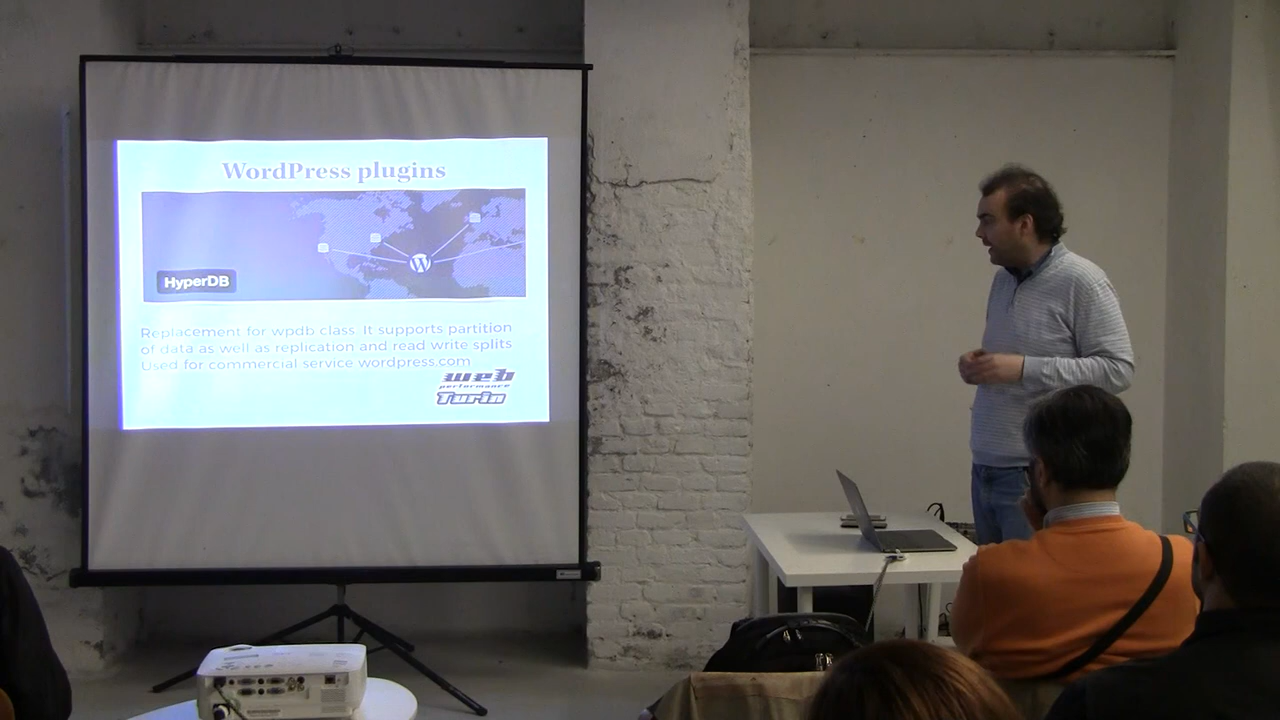 WordPress plugins
HyperDB
Replacement for wpdb class. It supports partition
of data as well as replication and read write splits
Used for commercial service wordpress.com
web
performance
Turin